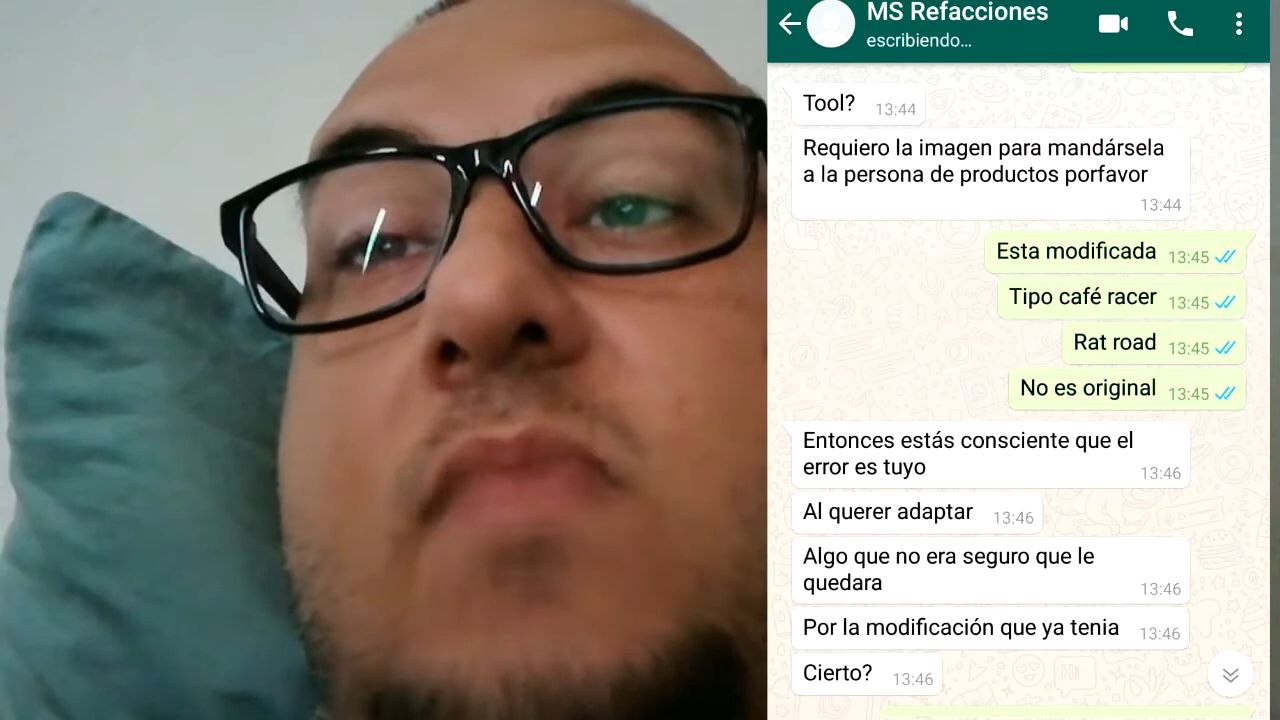 MS Refacciones
escribiendo...
Tool? 13:44
Requiero la imagen para mandársela
a la persona de productos porfavor
13:44
Esta modificada 13:45
Tipo café racer 13:45
Rat road 13:45
No es original 13:45
Entonces estás consciente que el
error es tuyo 13:46
Al querer adaptar 13:46
Algo que no era seguro que le
quedara 13:46
Por la modificación que ya tenia 13:46
Cierto? 13:46